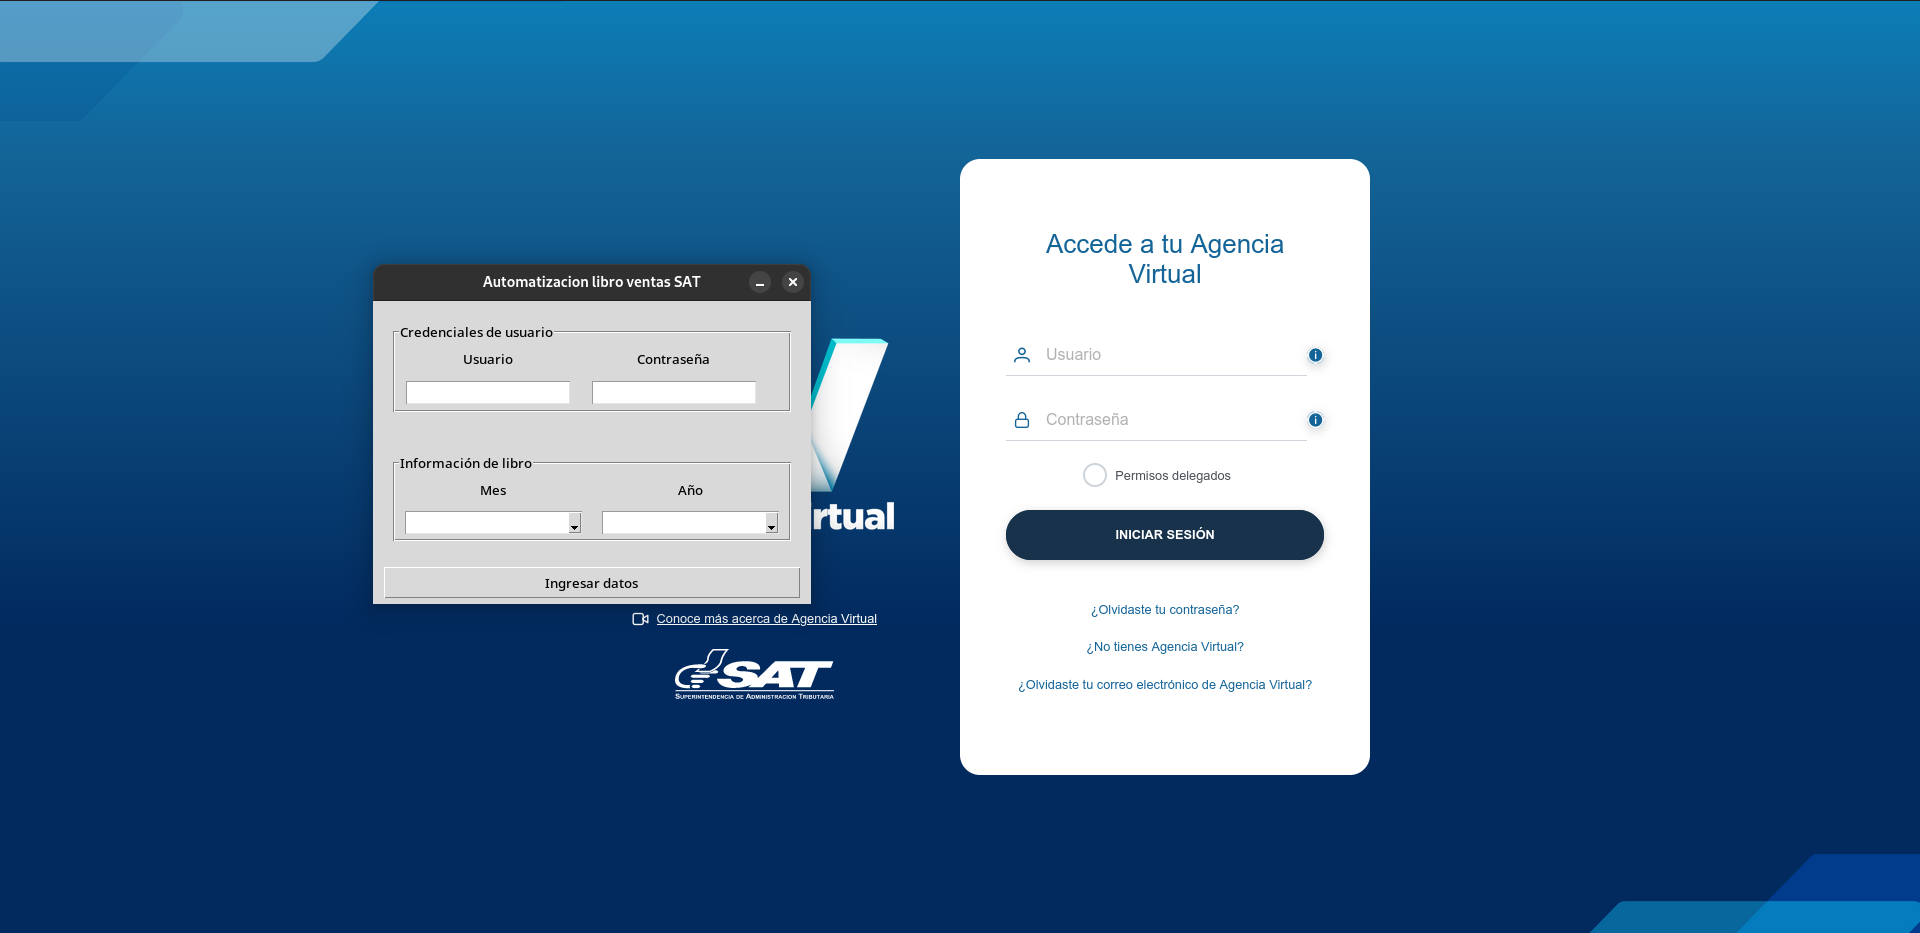 Automatizacion libro ventas SAT
Credenciales de usuario
Usuario
Contraseña
Información de libro
Mes
Año
Ingresar datos
rtual
Conoce más acerca de Agencia Virtual
SAT
SUPERINTENDENCIA DE ADMINISTRACION TRIBUTARIA
Accede a tu Agencia
Virtual
Usuario
Contraseña
Permisos delegados
INICIAR SESIÓN
¿Olvidaste tu contraseña?
¿No tienes Agencia Virtual?
¿Olvidaste tu correo electrónico de Agencia Virtual?